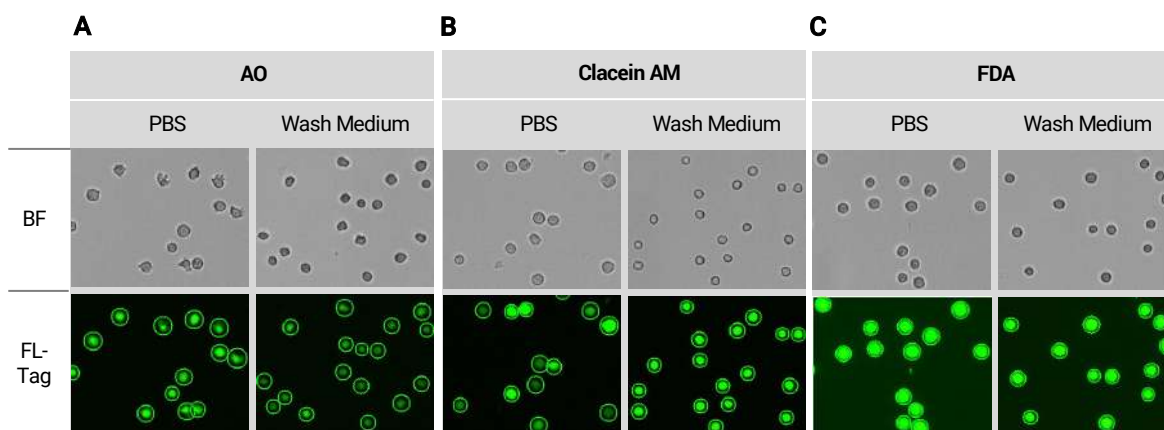 A B C
AO Clacein AM FDA
PBS Wash Medium PBS Wash Medium PBS Wash Medium
BF
FL-
Tag